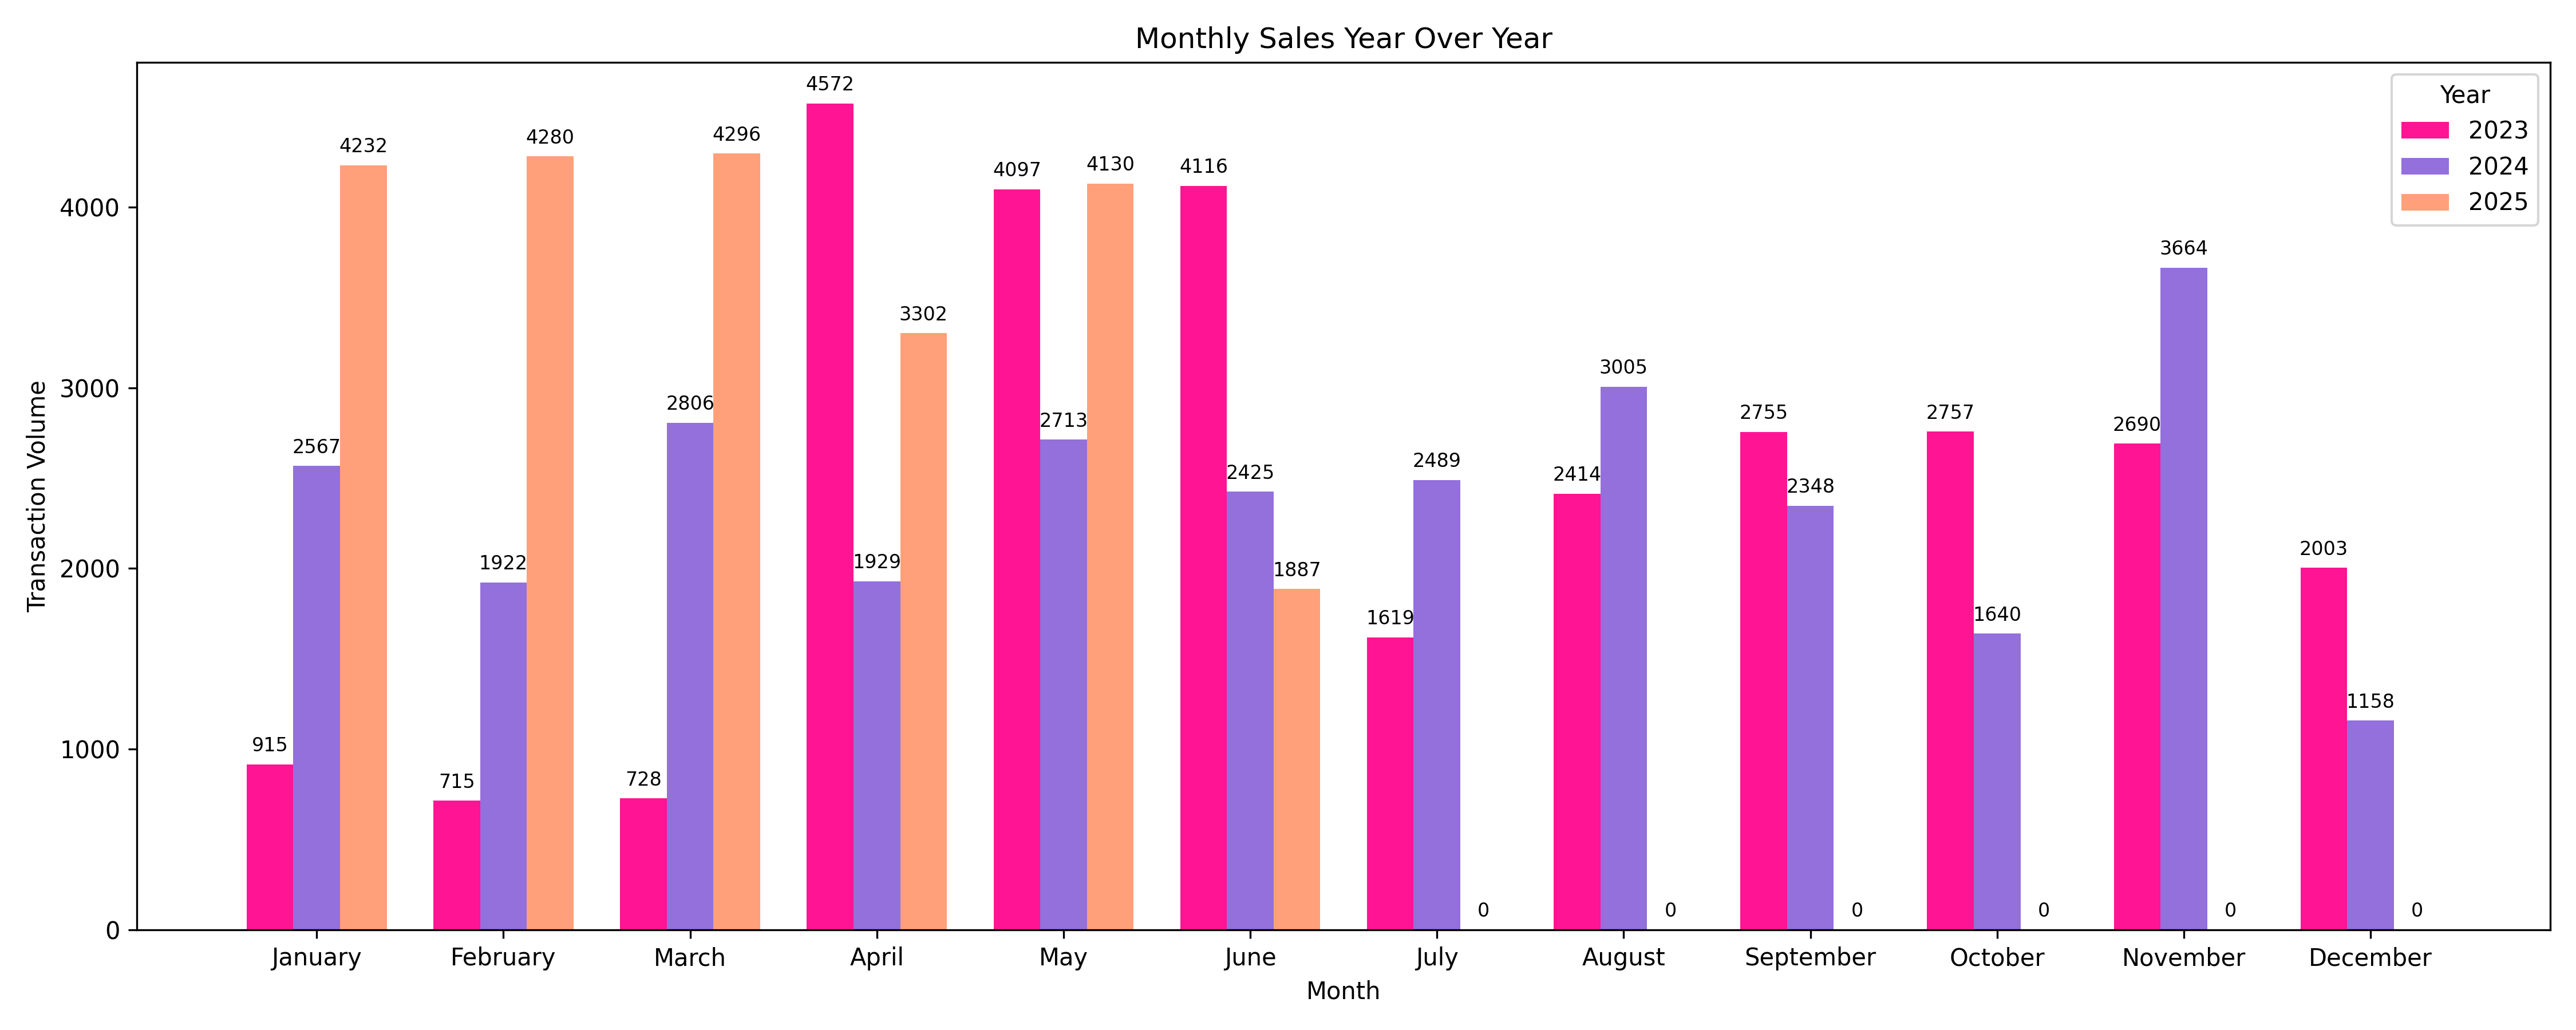 Monthly Sales Year Over Year
Year
2023
2024
2025
Transaction Volume
4000
3000
2000
1000
0
915 2567 4232
715 1922 4280
728 2806 4296
4572 1929 3302
4097 2713 4130
4116 2425 1887
1619 2489 0
2414 3005 0
2755 2348 0
2757 1640 0
2690 3664 0
2003 1158 0
January February March April May June July August September October November December
Month